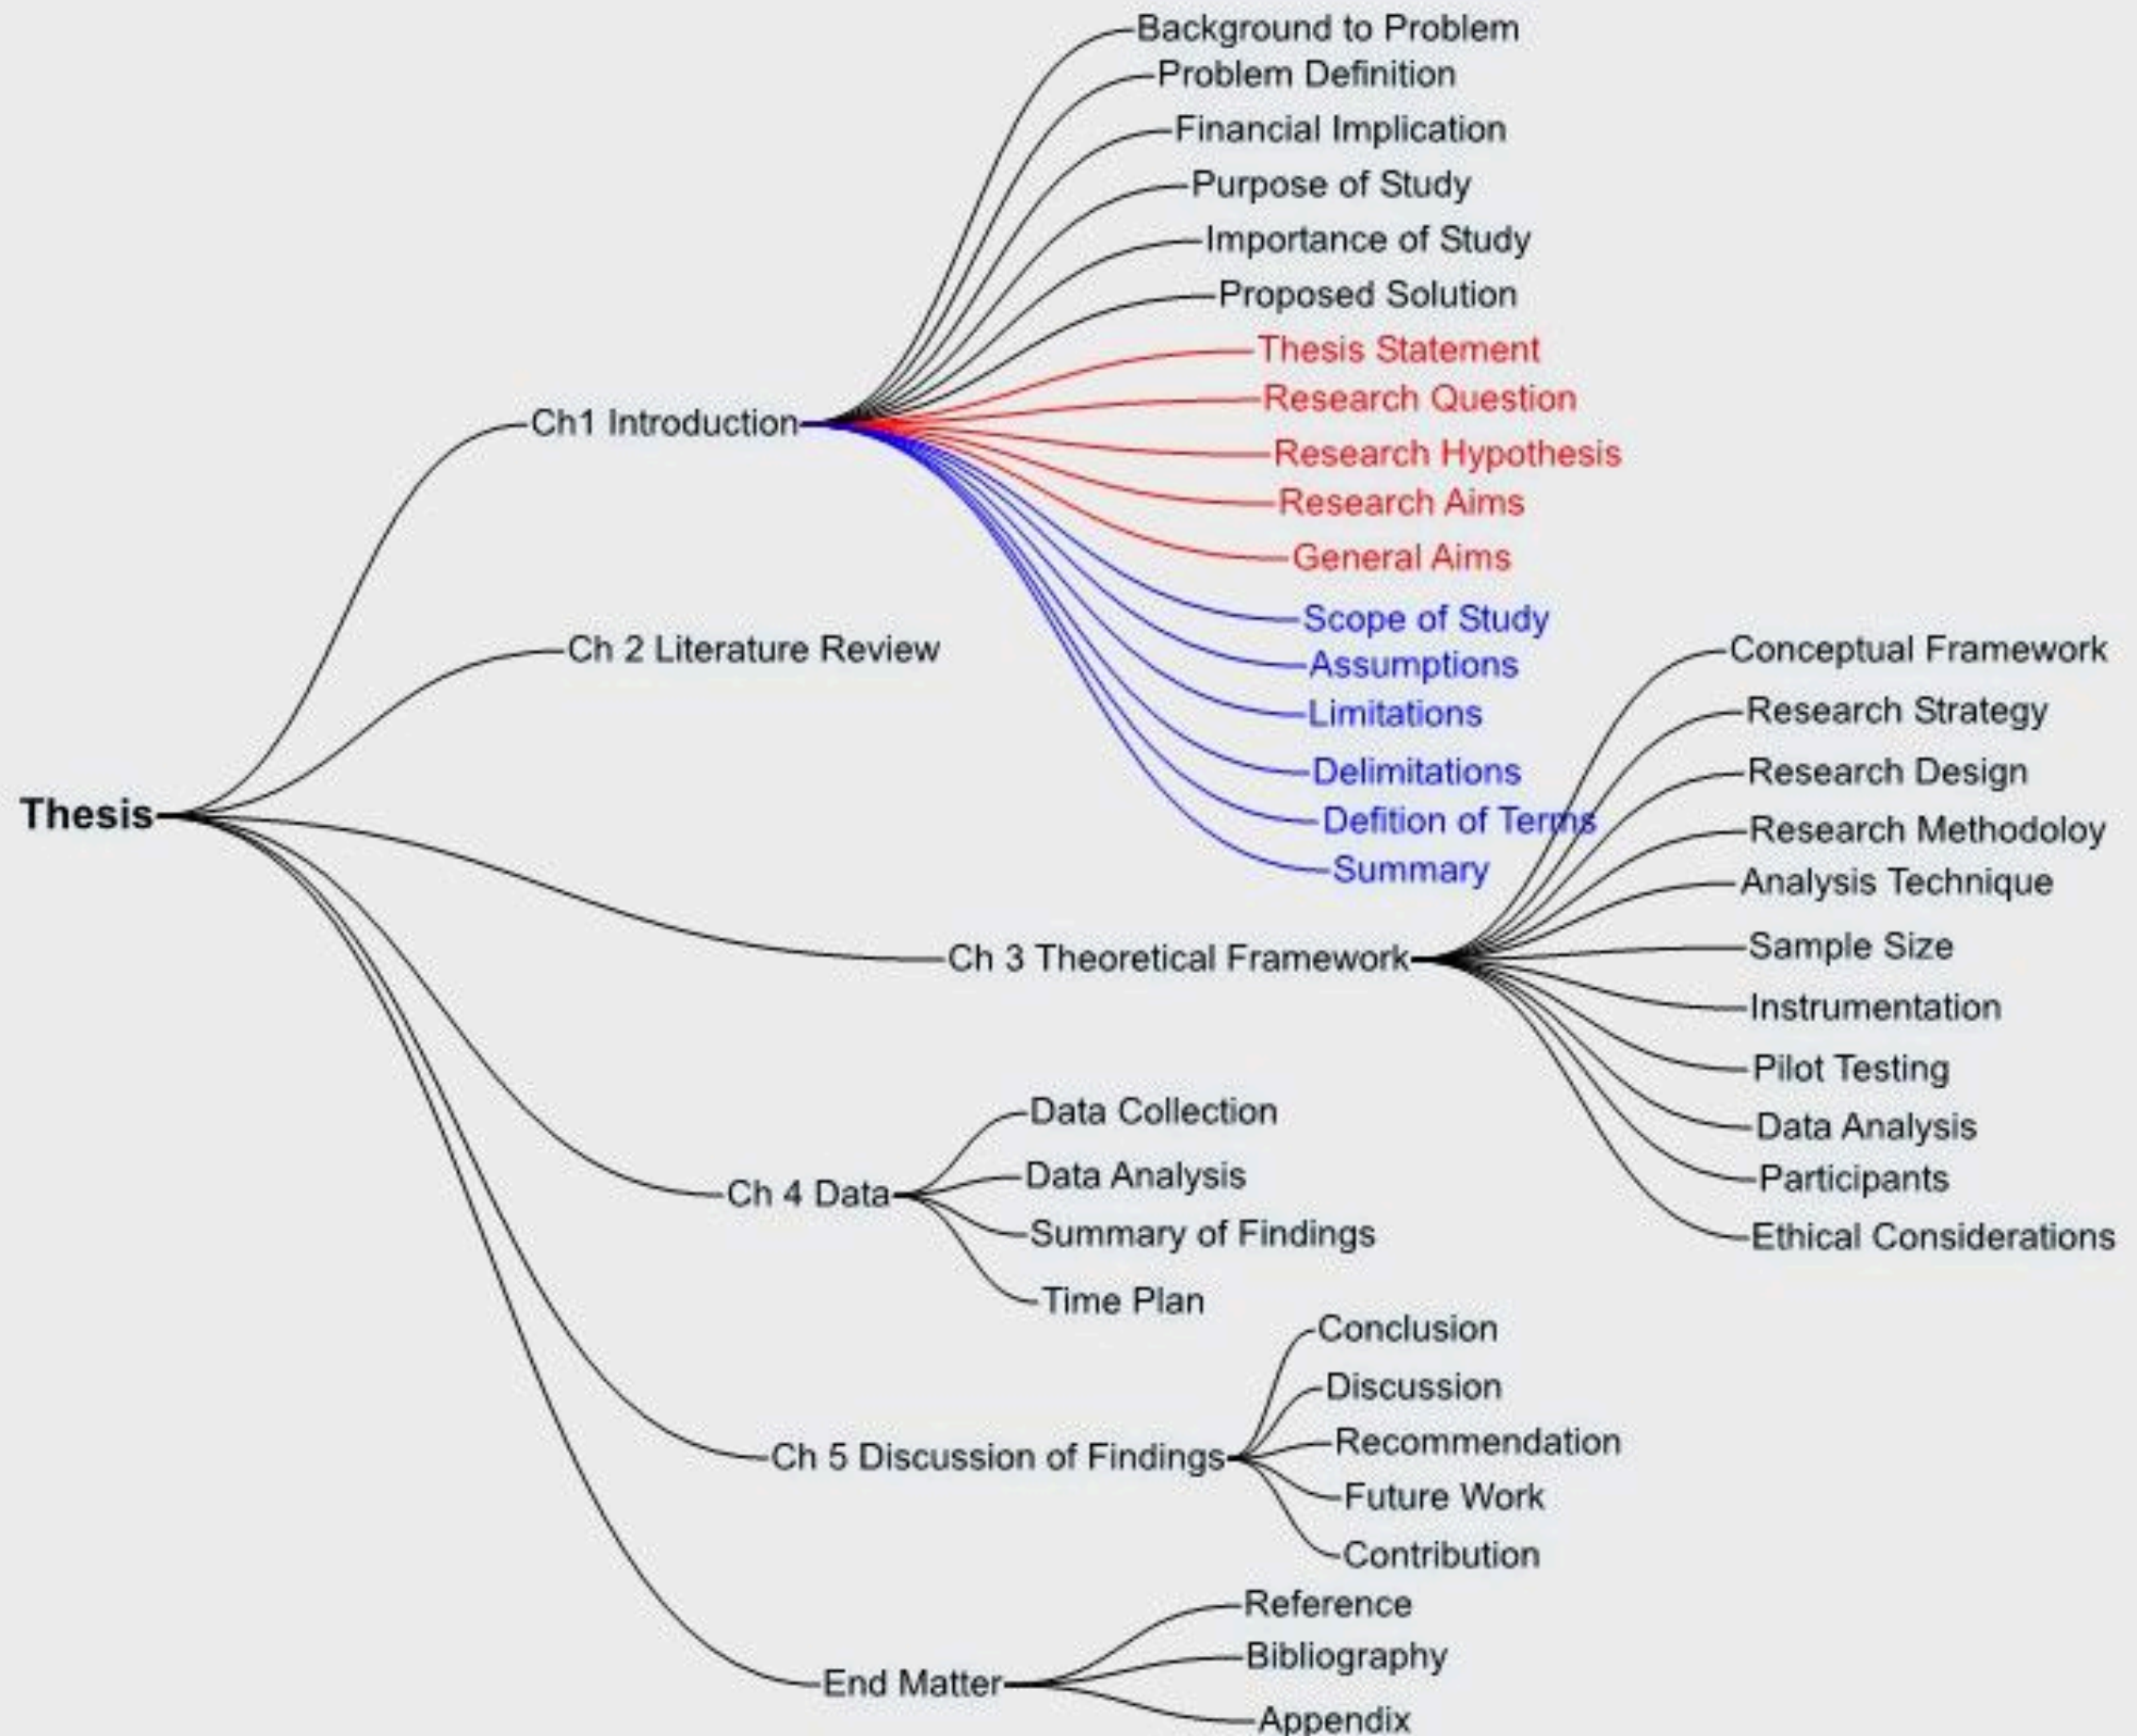 Thesis
Ch1 Introduction
Background to Problem
Problem Definition
Financial Implication
Purpose of Study
Importance of Study
Proposed Solution
Thesis Statement
Research Question
Research Hypothesis
Research Aims
General Aims
Scope of Study
Assumptions
Limitations
Delimitations
Defition of Terms
Summary
Ch 2 Literature Review
Ch 3 Theoretical Framework
Conceptual Framework
Research Strategy
Research Design
Research Methodoloy
Analysis Technique
Sample Size
Instrumentation
Pilot Testing
Data Analysis
Participants
Ethical Considerations
Ch 4 Data
Data Collection
Data Analysis
Summary of Findings
Time Plan
Ch 5 Discussion of Findings
Conclusion
Discussion
Recommendation
Future Work
Contribution
End Matter
Reference
Bibliography
Appendix